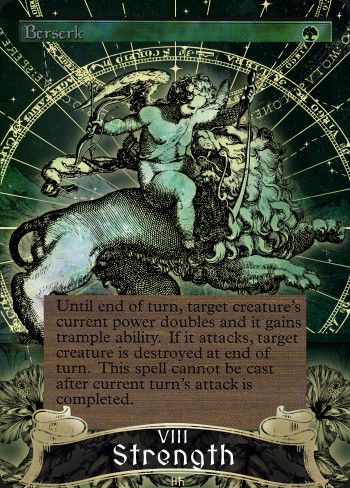 Berserk
Until end of turn, target creature's
current power doubles and it gains
trample ability. If it attacks, target
creature is destroyed at end of
turn. This spell cannot be cast
after current turn's attack is
completed.
VIII
Strength